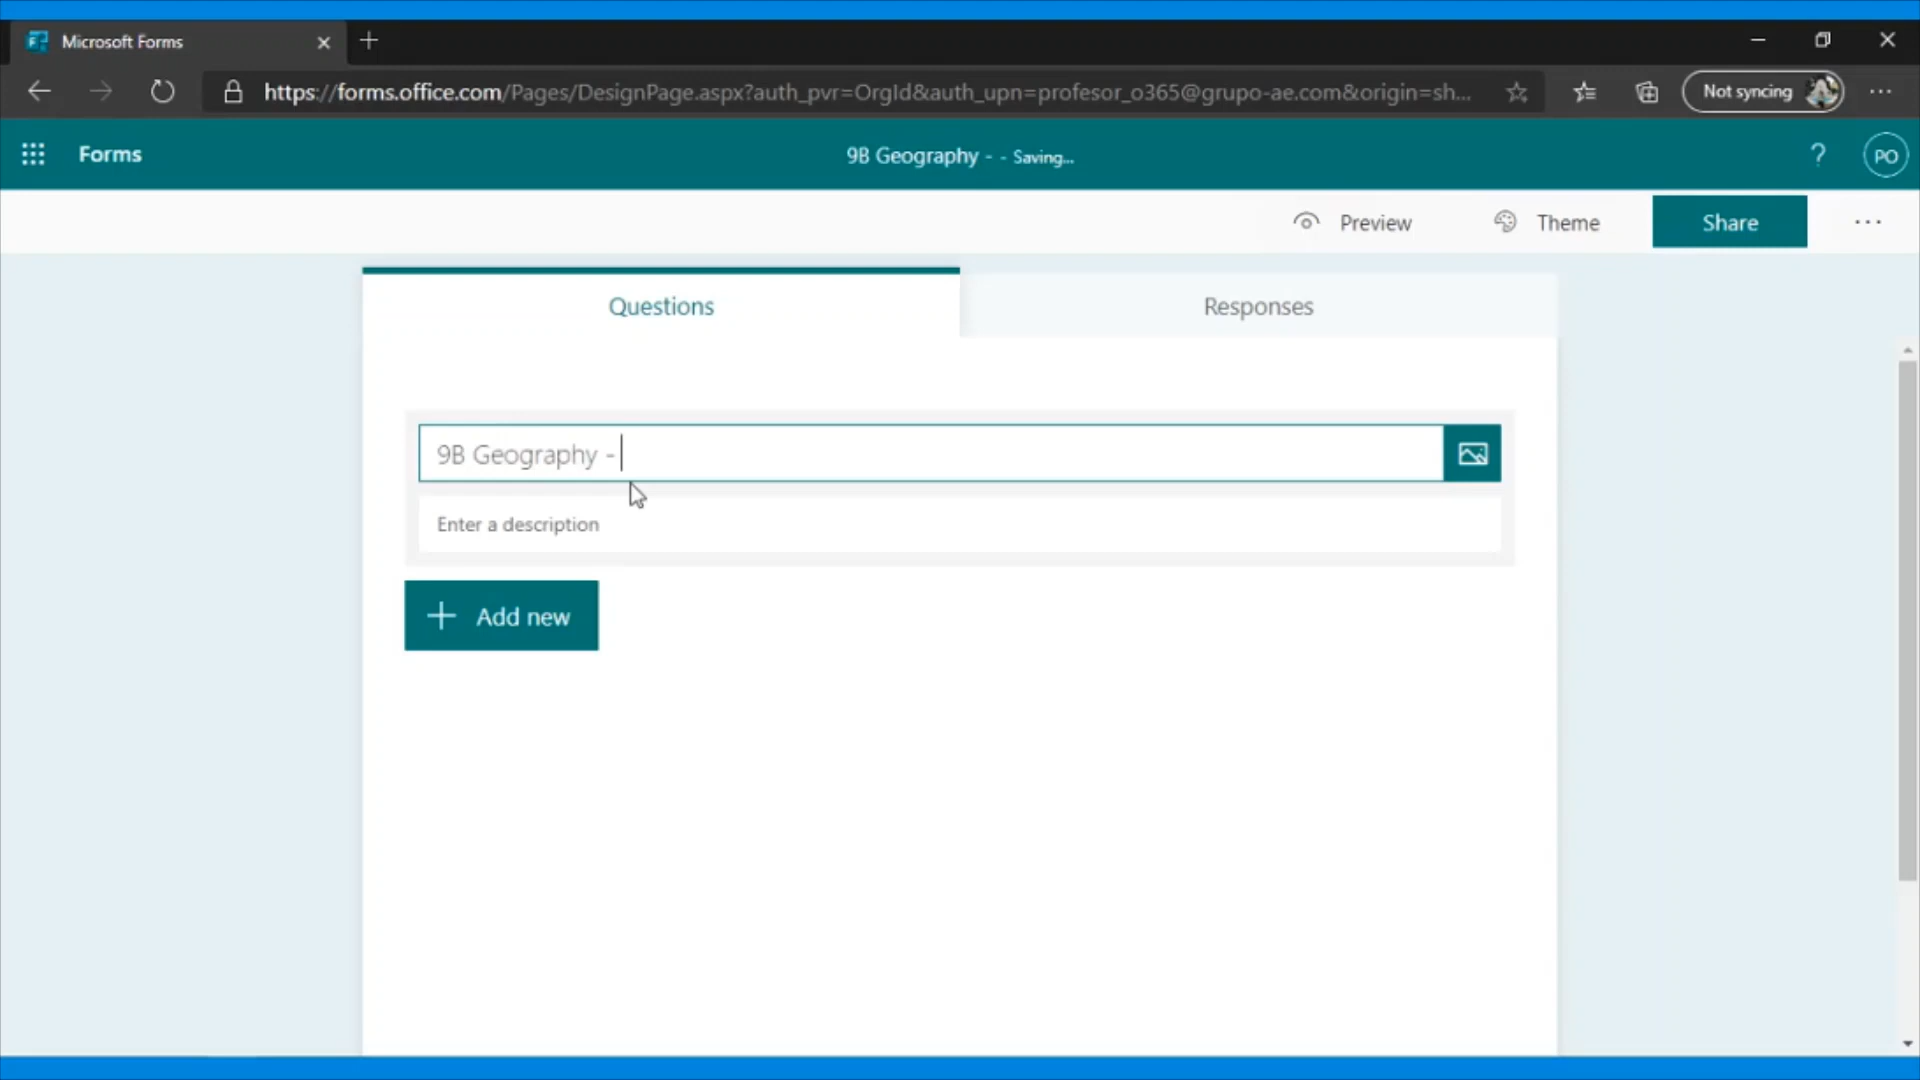 Microsoft Forms
https://forms.office.com/Pages/DesignPage.aspx?auth_pvr=OrgId&auth_upn=profesor_o365@grupo-ae.com&origin=sh...
Not syncing
Forms
9B Geography - - Saving...
?
PO
Preview
Theme
Share
Questions
Responses
9B Geography -
Enter a description
Add new